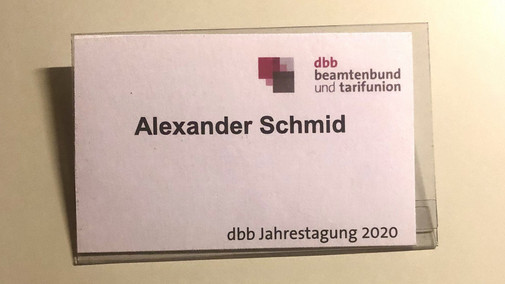 dbb
beamtenbund
und tarifunion
Alexander Schmid
dbb Jahrestagung 2020